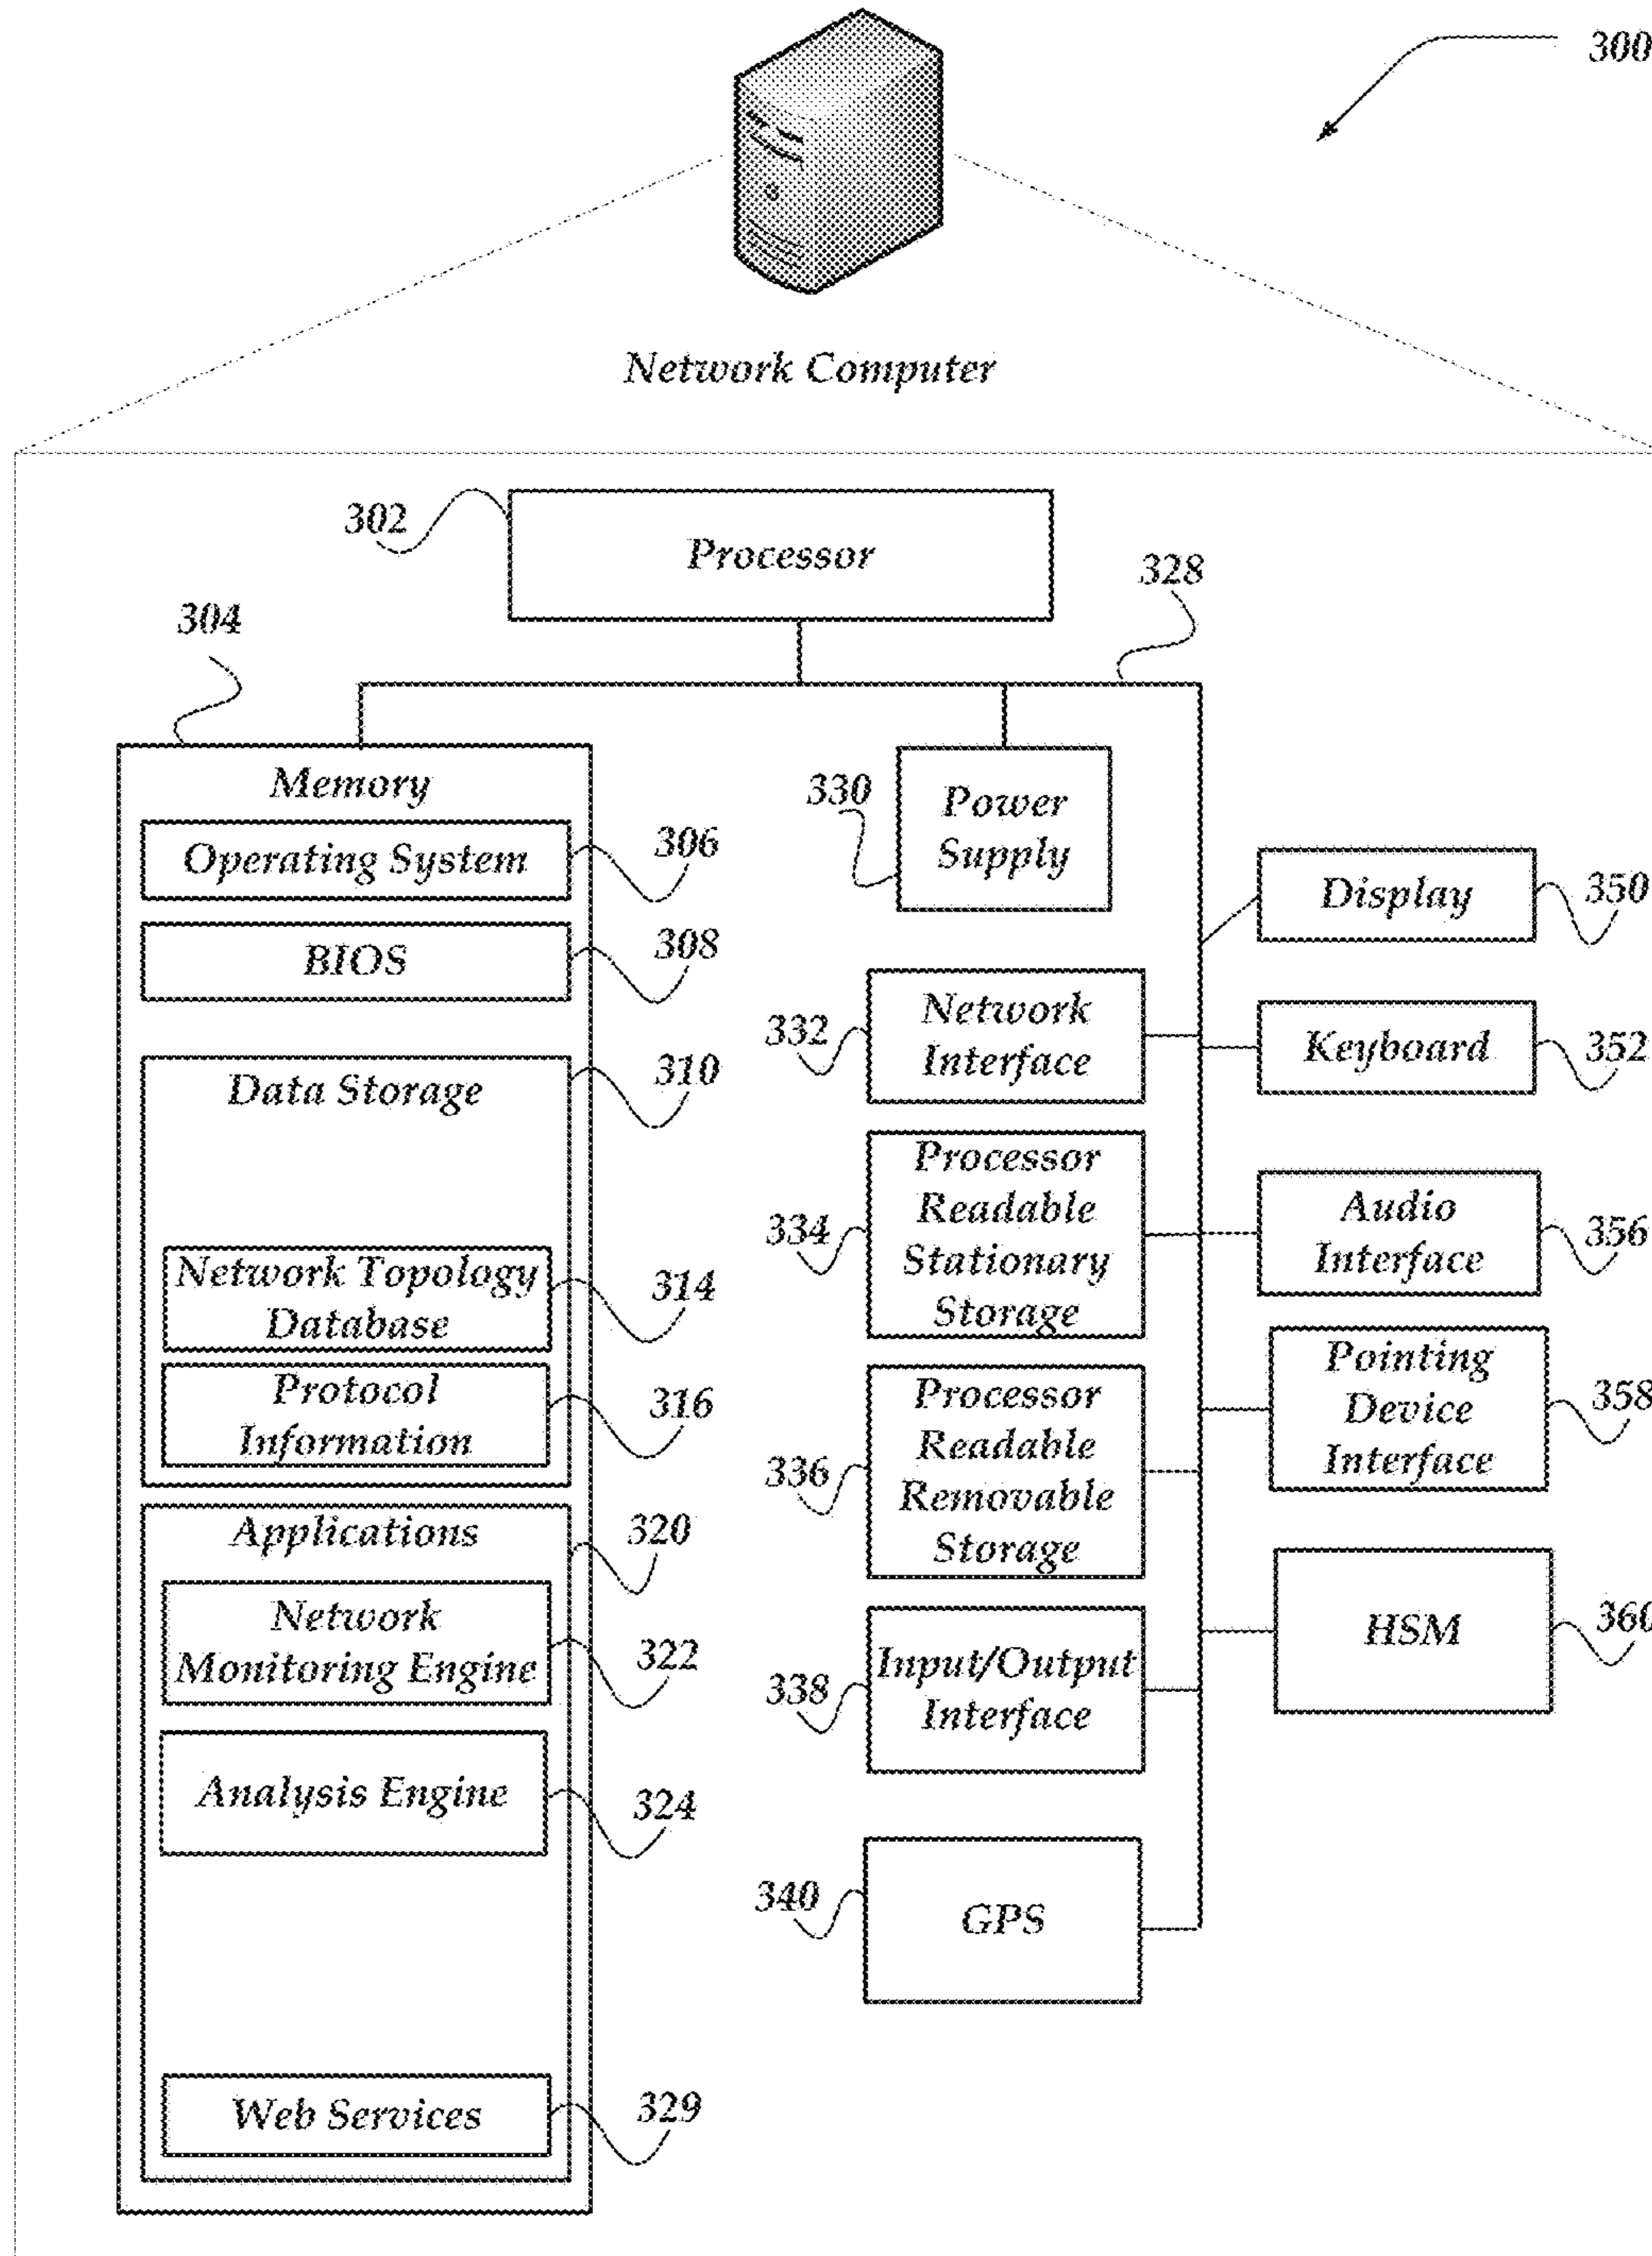 300
Network Computer
302
Processor
328
304
Memory
Operating System
306
BIOS
308
Data Storage
310
Network Topology
Database
314
Protocol
Information
316
Applications
320
Network
Monitoring Engine
322
Analysis Engine
324
Web Services
329
330
Power
Supply
332
Network
Interface
334
Processor
Readable
Stationary
Storage
336
Processor
Readable
Removable
Storage
338
Input/Output
Interface
340
GPS
Display
350
Keyboard
352
Audio
Interface
356
Pointing
Device
Interface
358
HSM
360